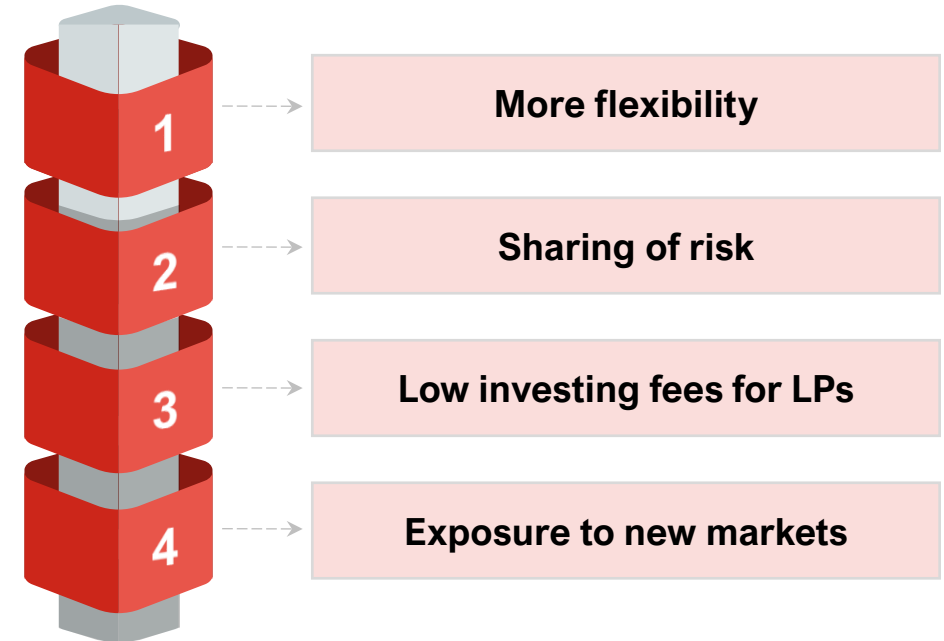 1
More flexibility
2
Sharing of risk
3
Low investing fees for LPs
4
Exposure to new markets